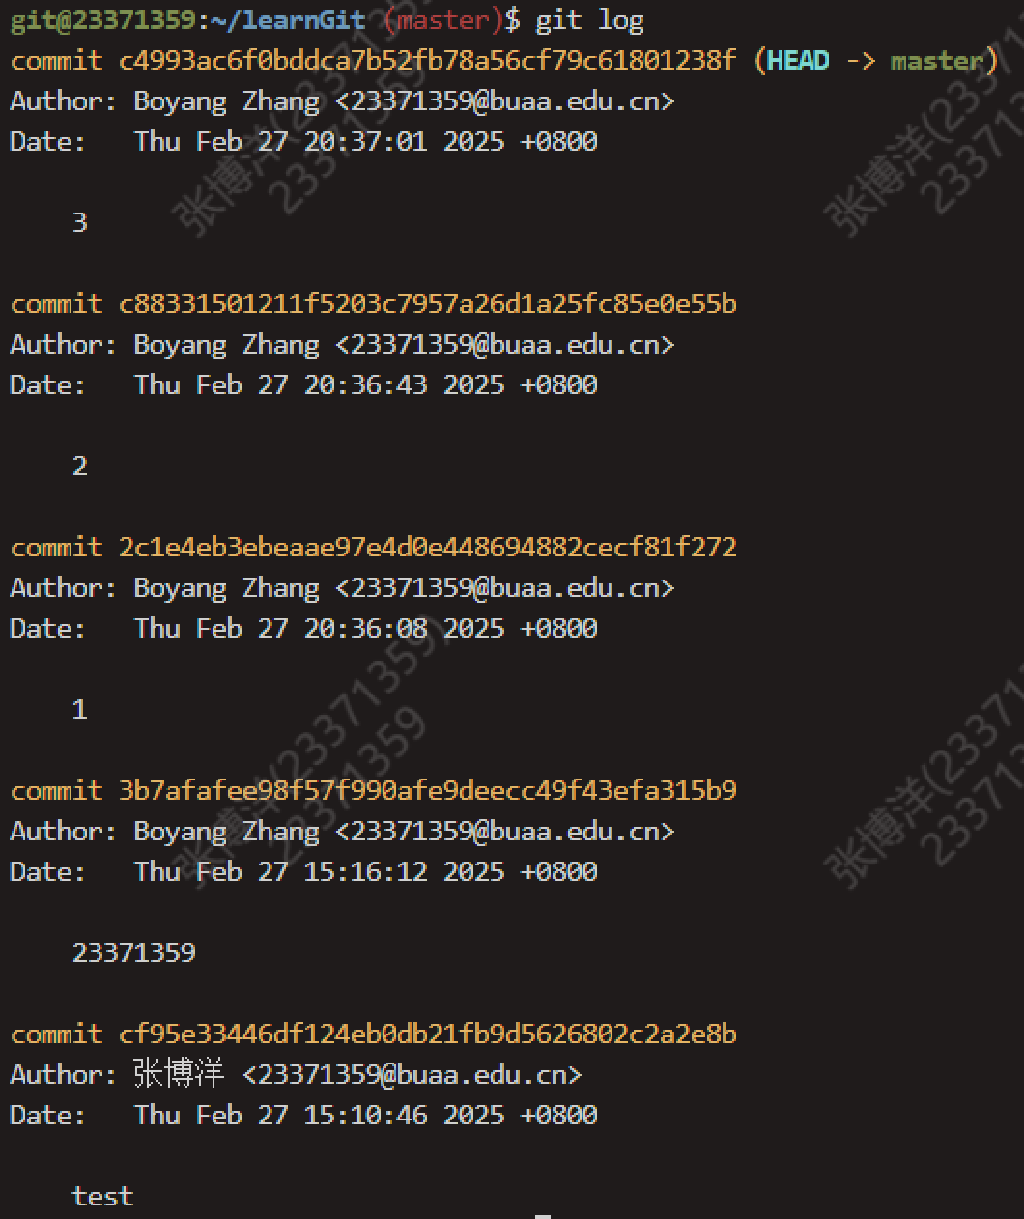 git@23371359:~/learnGit (master)$ git log
commit c4993ac6f0bddca7b52fb78a56cf79c61801238f (HEAD -> master)
Author: Boyang Zhang <23371359@buaa.edu.cn>
Date:   Thu Feb 27 20:37:01 2025 +0800
3
commit c88331501211f5203c7957a26d1a25fc85e0e55b
Author: Boyang Zhang <23371359@buaa.edu.cn>
Date:   Thu Feb 27 20:36:43 2025 +0800
2
commit 2c1e4eb3ebeaae97e4d0e448694882cecf81f272
Author: Boyang Zhang <23371359@buaa.edu.cn>
Date:   Thu Feb 27 20:36:08 2025 +0800
1
commit 3b7afafee98f57f990afe9deecc49f43efa315b9
Author: Boyang Zhang <23371359@buaa.edu.cn>
Date:   Thu Feb 27 15:16:12 2025 +0800
23371359
commit cf95e33446df124eb0db21fb9d5626802c2a2e8b
Author: 张博洋 <23371359@buaa.edu.cn>
Date:   Thu Feb 27 15:10:46 2025 +0800
test
张博洋(23371359)
23371359
张博洋(23371
23371
张博洋(23371359)
23371359
张博洋(23371
23371